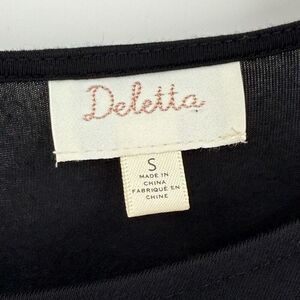 Deletta
S
MADE IN
CHINA
FABRIQUÉ EN
CHINE